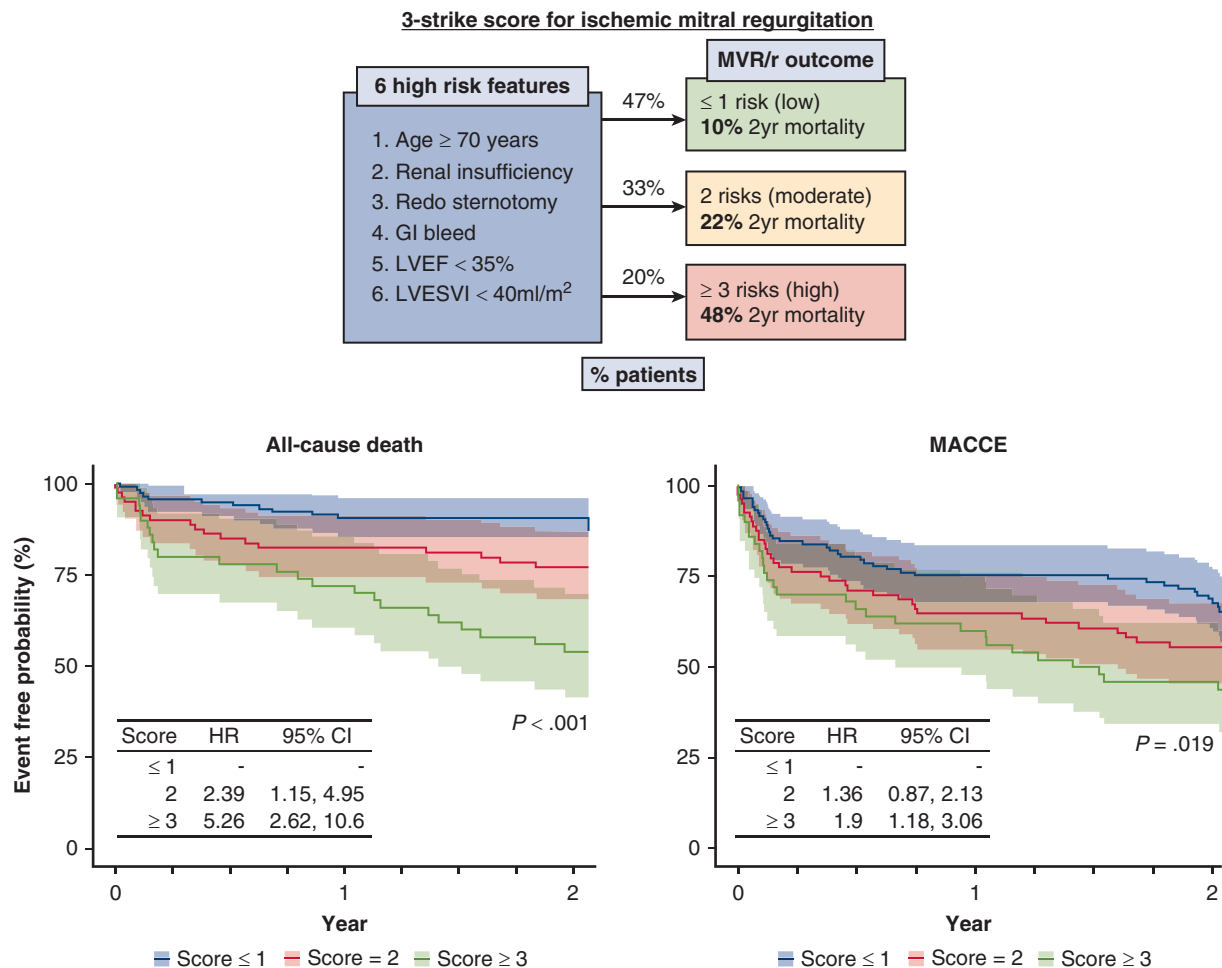 3-strike score for ischemic mitral regurgitation
6 high risk features
1. Age ≥ 70 years
2. Renal insufficiency
3. Redo sternotomy
4. GI bleed
5. LVEF < 35%
6. LVESVI < 40ml/m²
47%
33%
20%
MVR/r outcome
≤ 1 risk (low)
10% 2yr mortality
2 risks (moderate)
22% 2yr mortality
≥ 3 risks (high)
48% 2yr mortality
% patients
All-cause death
Event free probability (%)
100
75
50
25
0
P < .001
Score HR 95% CI
≤ 1 - -
2 2.39 1.15, 4.95
≥ 3 5.26 2.62, 10.6
0 1 2
Year
Score ≤ 1 Score = 2 Score ≥ 3
MACCE
100
75
50
25
0
P = .019
Score HR 95% CI
≤ 1 - -
2 1.36 0.87, 2.13
≥ 3 1.9 1.18, 3.06
0 1 2
Year
Score ≤ 1 Score = 2 Score ≥ 3